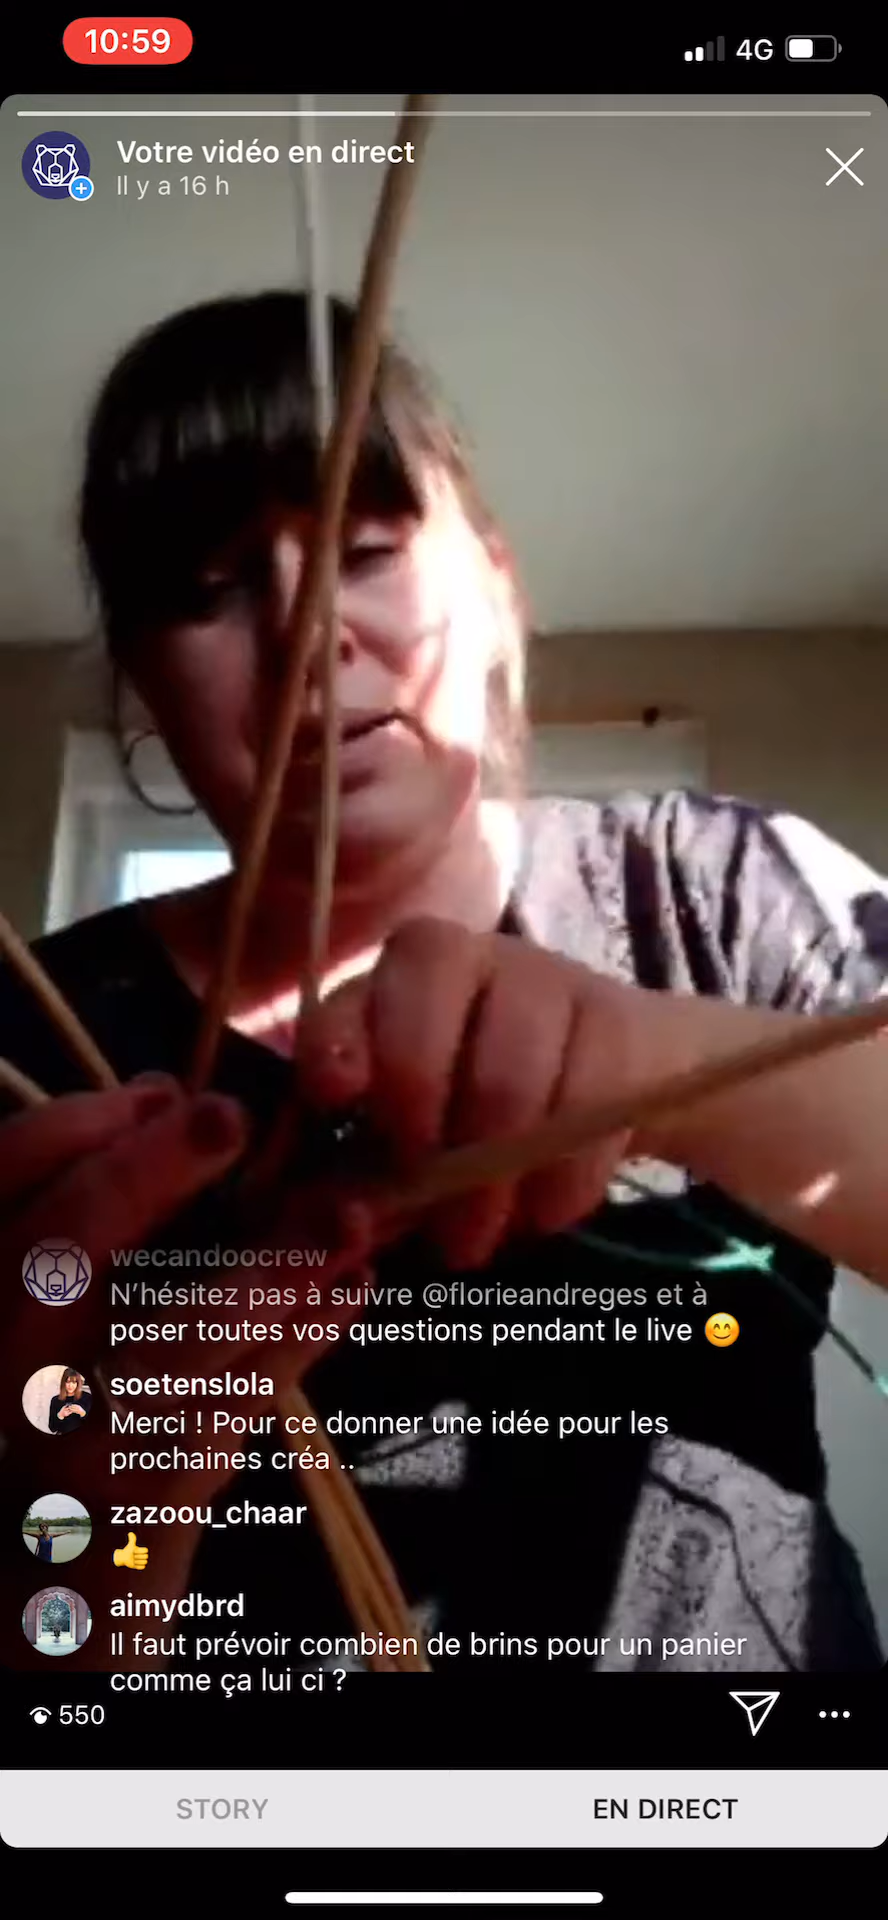 10:59
4G
Votre vidéo en direct
Il y a 16 h
wecandoocrew
N'hésitez pas à suivre @florieandreges et à
poser toutes vos questions pendant le live 😊
soetenslola
Merci ! Pour ce donner une idée pour les
prochaines créa ..
zazoou_chaar
👍
aimydbrd
Il faut prévoir combien de brins pour un panier
comme ça lui ci ?
550
STORY
EN DIRECT